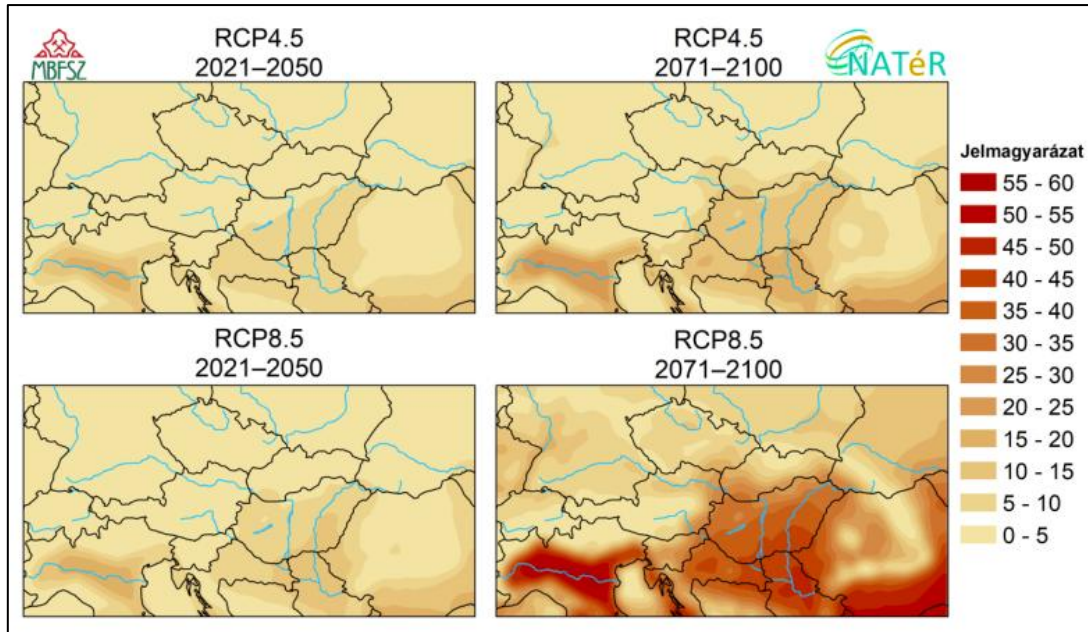 MBFSZ
RCP4.5
2021–2050
RCP4.5
2071–2100
NATéR
RCP8.5
2021–2050
RCP8.5
2071–2100
Jelmagyarázat
55 - 60
50 - 55
45 - 50
40 - 45
35 - 40
30 - 35
25 - 30
20 - 25
15 - 20
10 - 15
5 - 10
0 - 5